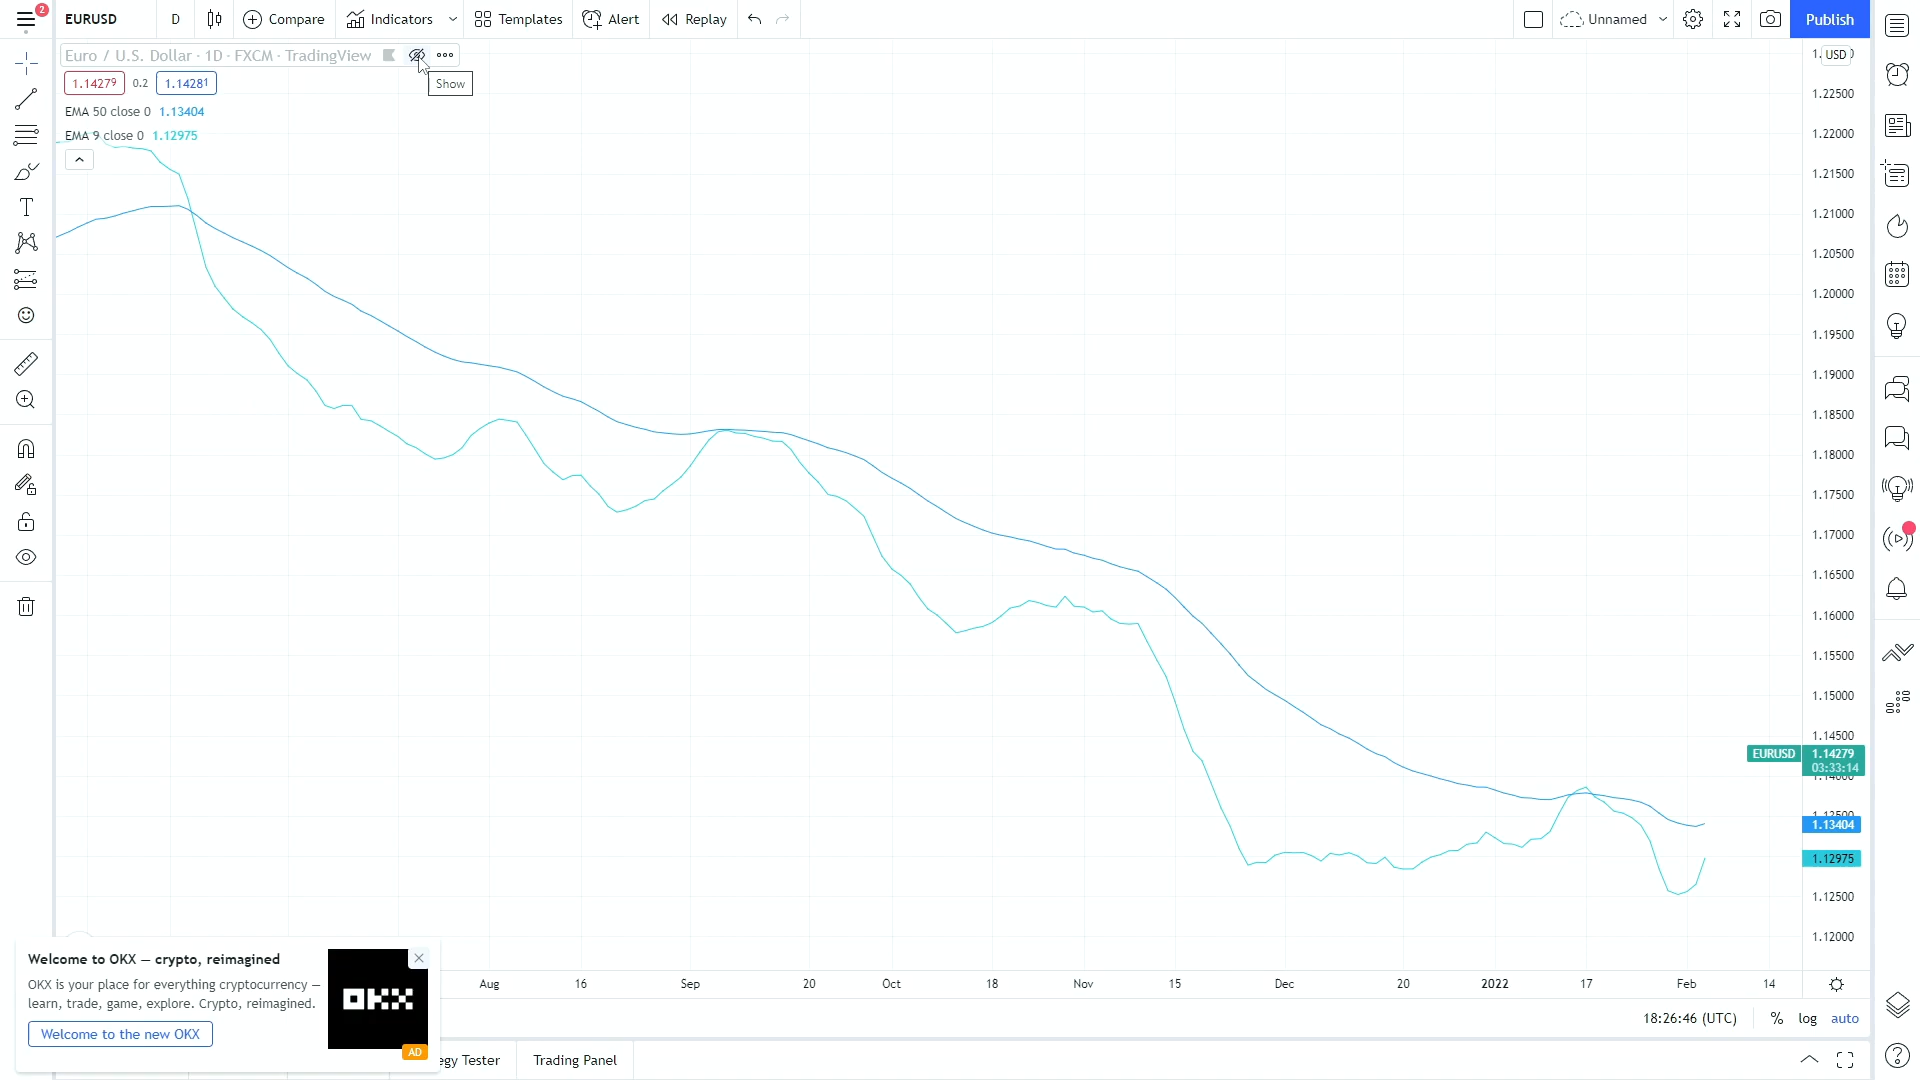 2
EURUSD
D
Compare
Indicators
Templates
Alert
Replay
Unnamed
Publish
Euro / U.S. Dollar · 1D · FXCM · TradingView
USD
Show
1.14279 0.2 1.14281
EMA 50 close 0 1.13404
EMA 9 close 0 1.12975
1.22500
1.22000
1.21500
1.21000
1.20500
1.20000
1.19500
1.19000
1.18500
1.18000
1.17500
1.17000
1.16500
1.16000
1.15500
1.15000
1.14500
EURUSD 1.14279
03:33:14
1.14000
1.13404
1.12975
1.12500
1.12000
Aug 16 Sep 20 Oct 18 Nov 15 Dec 20 2022 17 Feb 14
18:26:46 (UTC) % log auto
Welcome to OKX — crypto, reimagined
OKX is your place for everything cryptocurrency —
learn, trade, game, explore. Crypto, reimagined.
Welcome to the new OKX
OKX
AD
egy Tester
Trading Panel